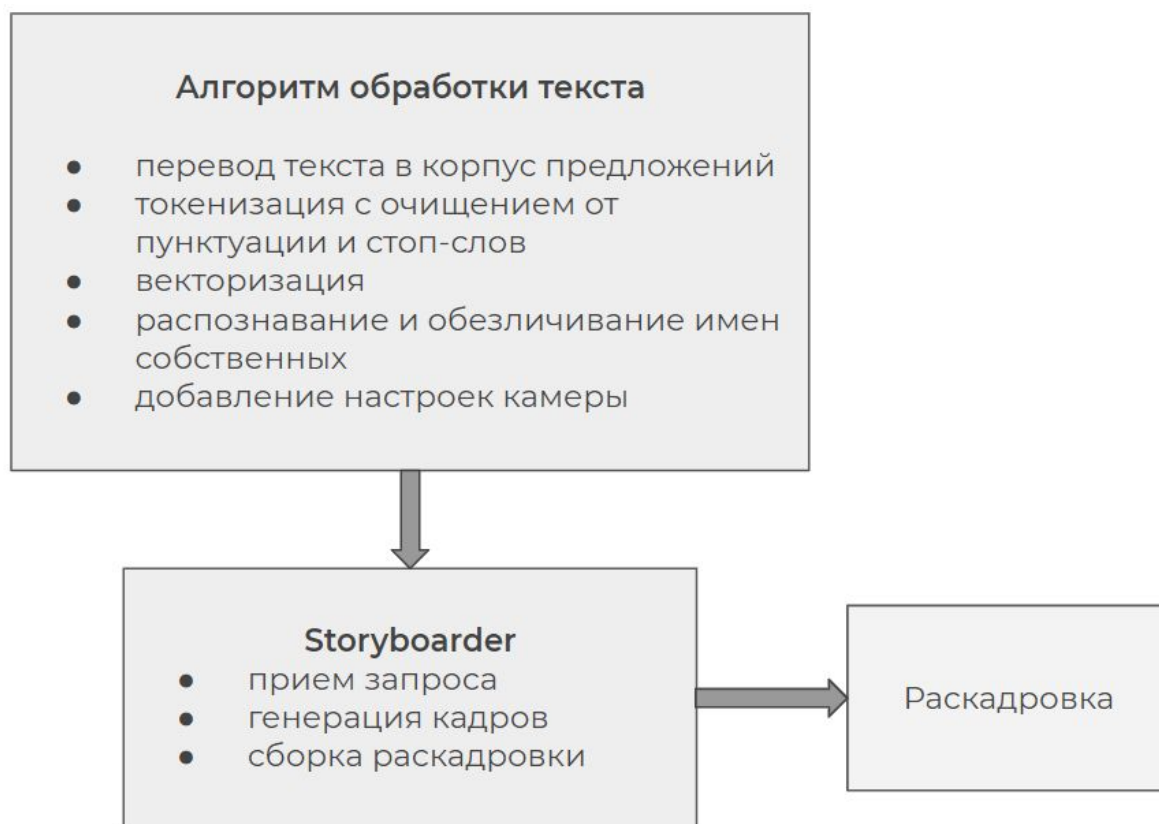 Алгоритм обработки текста
● перевод текста в корпус предложений
● токенизация с очищением от
пунктуации и стоп-слов
● векторизация
● распознавание и обезличивание имен
собственных
● добавление настроек камеры
Storyboarder
● прием запроса
● генерация кадров
● сборка раскадровки
Раскадровка